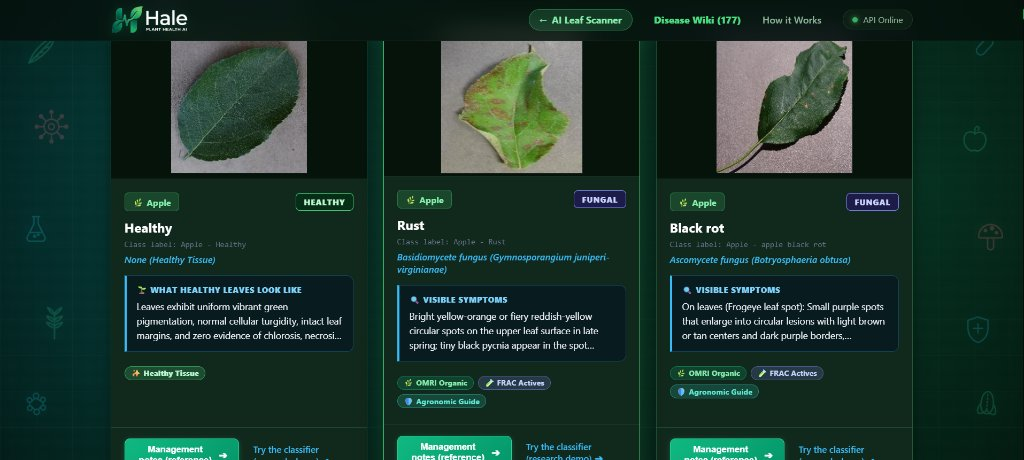 Hale
PLANT HEALTH AI
← AI Leaf Scanner
Disease Wiki (177)
How it Works
API Online
Apple
HEALTHY
Healthy
Class label: Apple - Healthy
None (Healthy Tissue)
WHAT HEALTHY LEAVES LOOK LIKE
Leaves exhibit uniform vibrant green
pigmentation, normal cellular turgidity, intact leaf
margins, and zero evidence of chlorosis, necrosi...
Healthy Tissue
Management
notes (reference) →
Try the classifier
Apple
FUNGAL
Rust
Class label: Apple - Rust
Basidiomycete fungus (Gymnosporangium juniperi-
virginianae)
VISIBLE SYMPTOMS
Bright yellow-orange or fiery reddish-yellow
circular spots on the upper leaf surface in late
spring; tiny black pycnia appear in the spot...
OMRI Organic
FRAC Actives
Agronomic Guide
Management
notes (reference) →
Try the classifier
(research demo) →
Apple
FUNGAL
Black rot
Class label: Apple - apple black rot
Ascomycete fungus (Botryosphaeria obtusa)
VISIBLE SYMPTOMS
On leaves (Frogeye leaf spot): Small purple spots
that enlarge into circular lesions with light brown
or tan centers and dark purple borders,...
OMRI Organic
FRAC Actives
Agronomic Guide
Management
notes (reference) →
Try the classifier